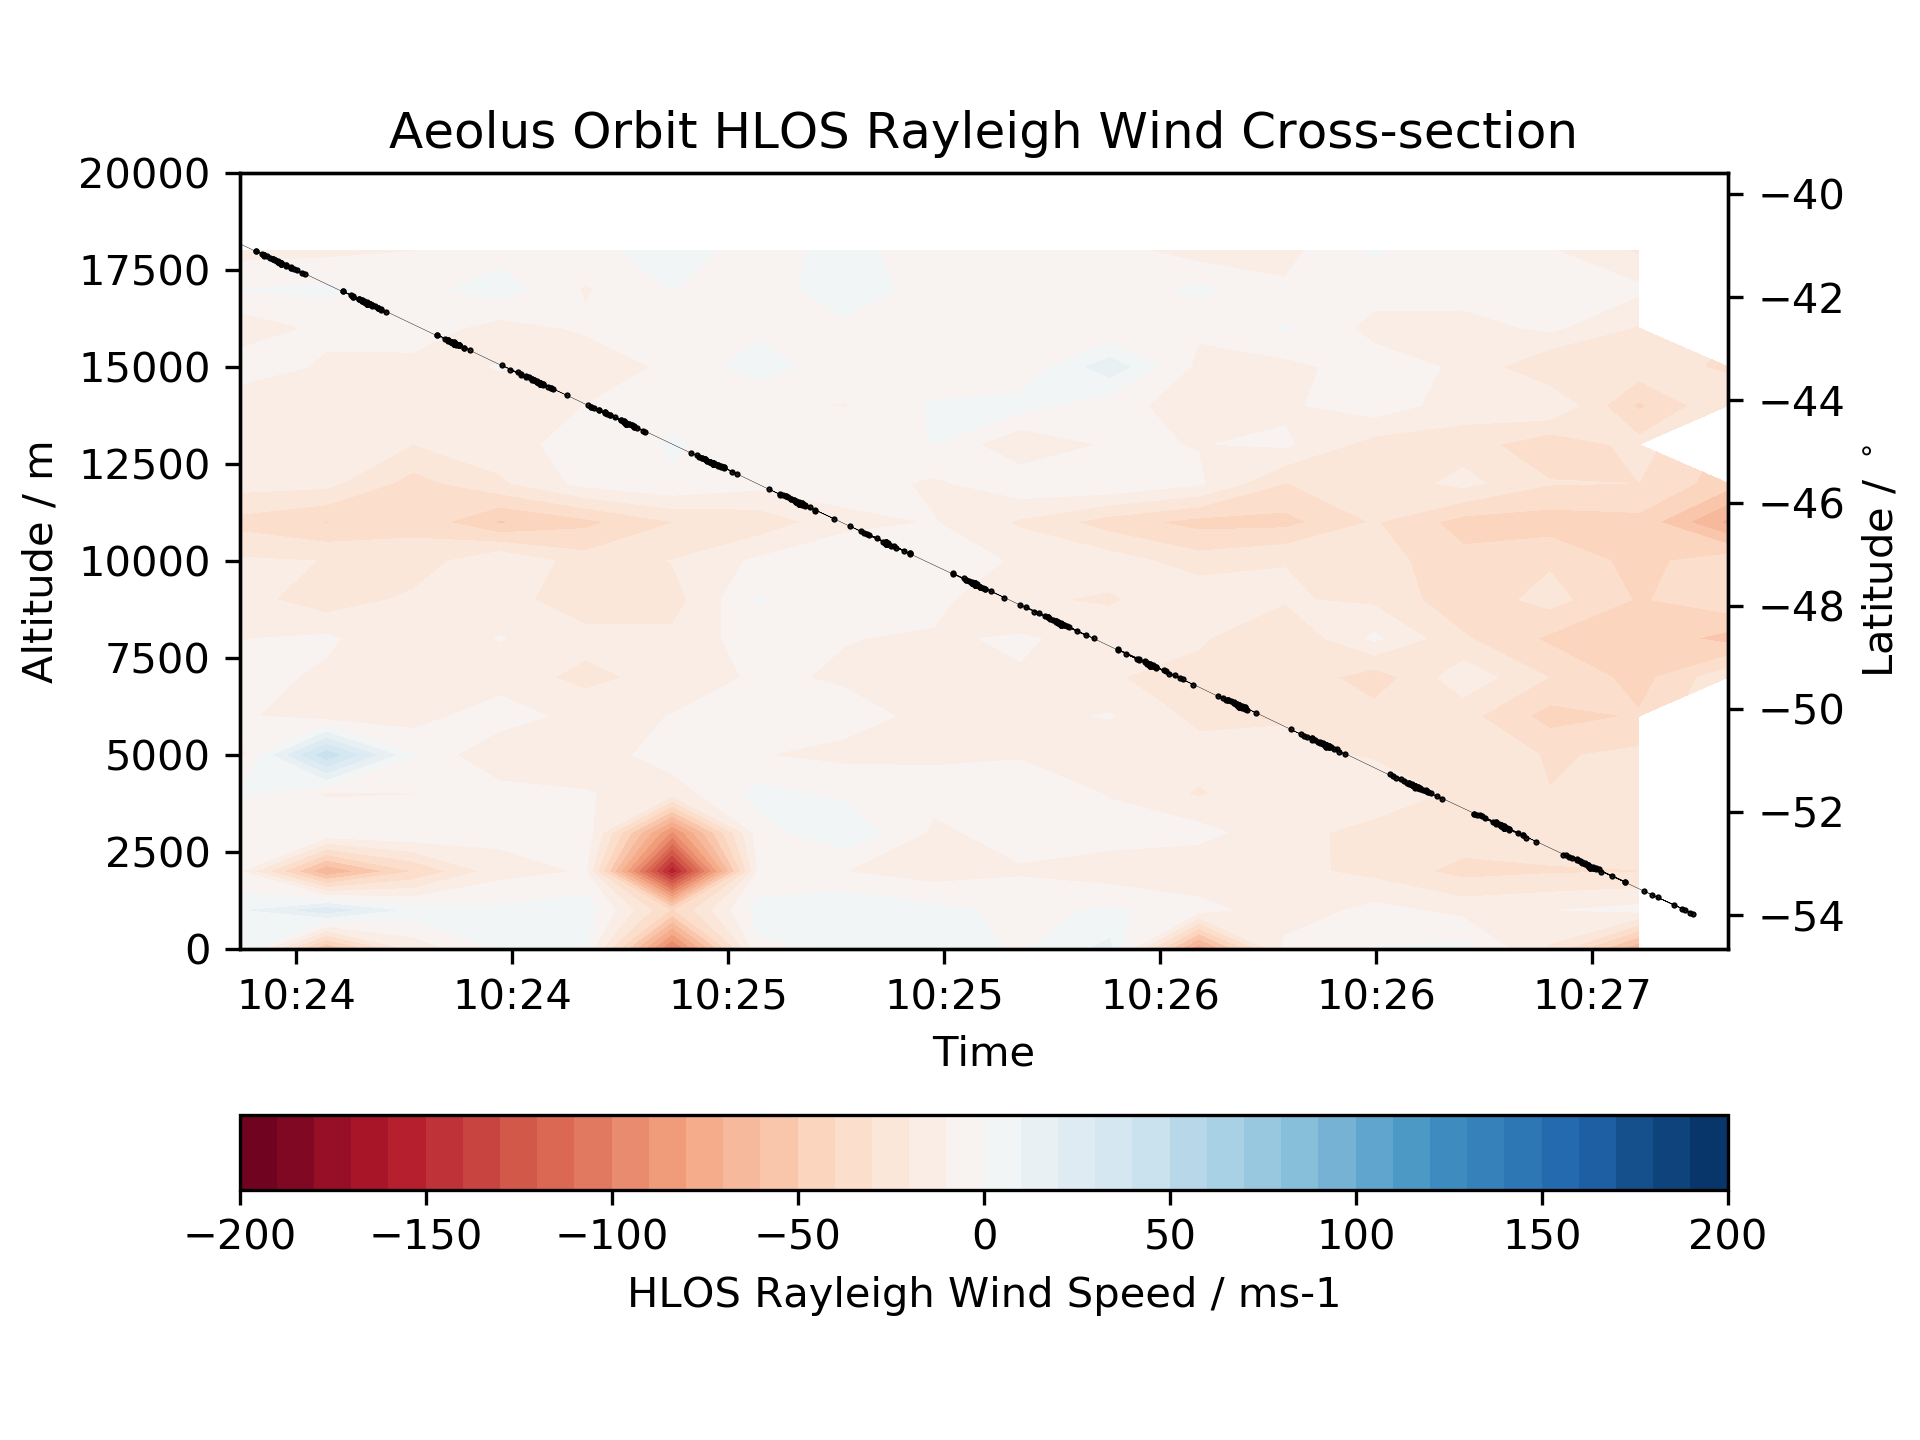 Aeolus Orbit HLOS Rayleigh Wind Cross-section
20000
17500
15000
12500
10000
7500
5000
2500
0
Altitude / m
−40
−42
−44
−46
−48
−50
−52
−54
Latitude / °
10:24 10:24 10:25 10:25 10:26 10:26 10:27
Time
−200 −150 −100 −50 0 50 100 150 200
HLOS Rayleigh Wind Speed / ms-1